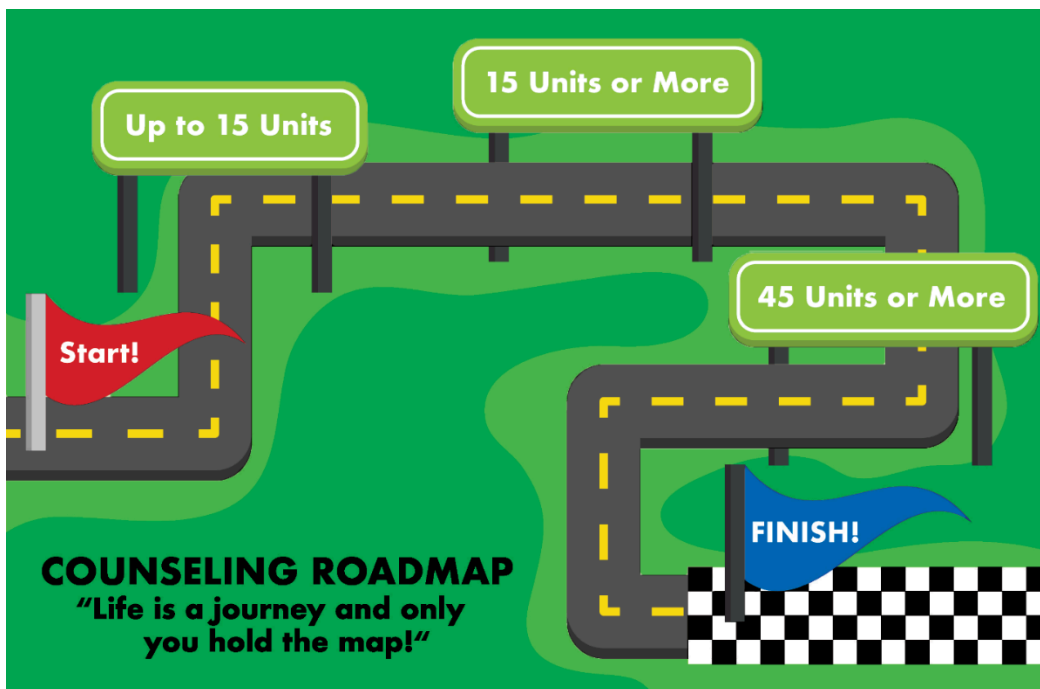 15 Units or More
Up to 15 Units
45 Units or More
Start!
FINISH!
COUNSELING ROADMAP
“Life is a journey and only
you hold the map!“